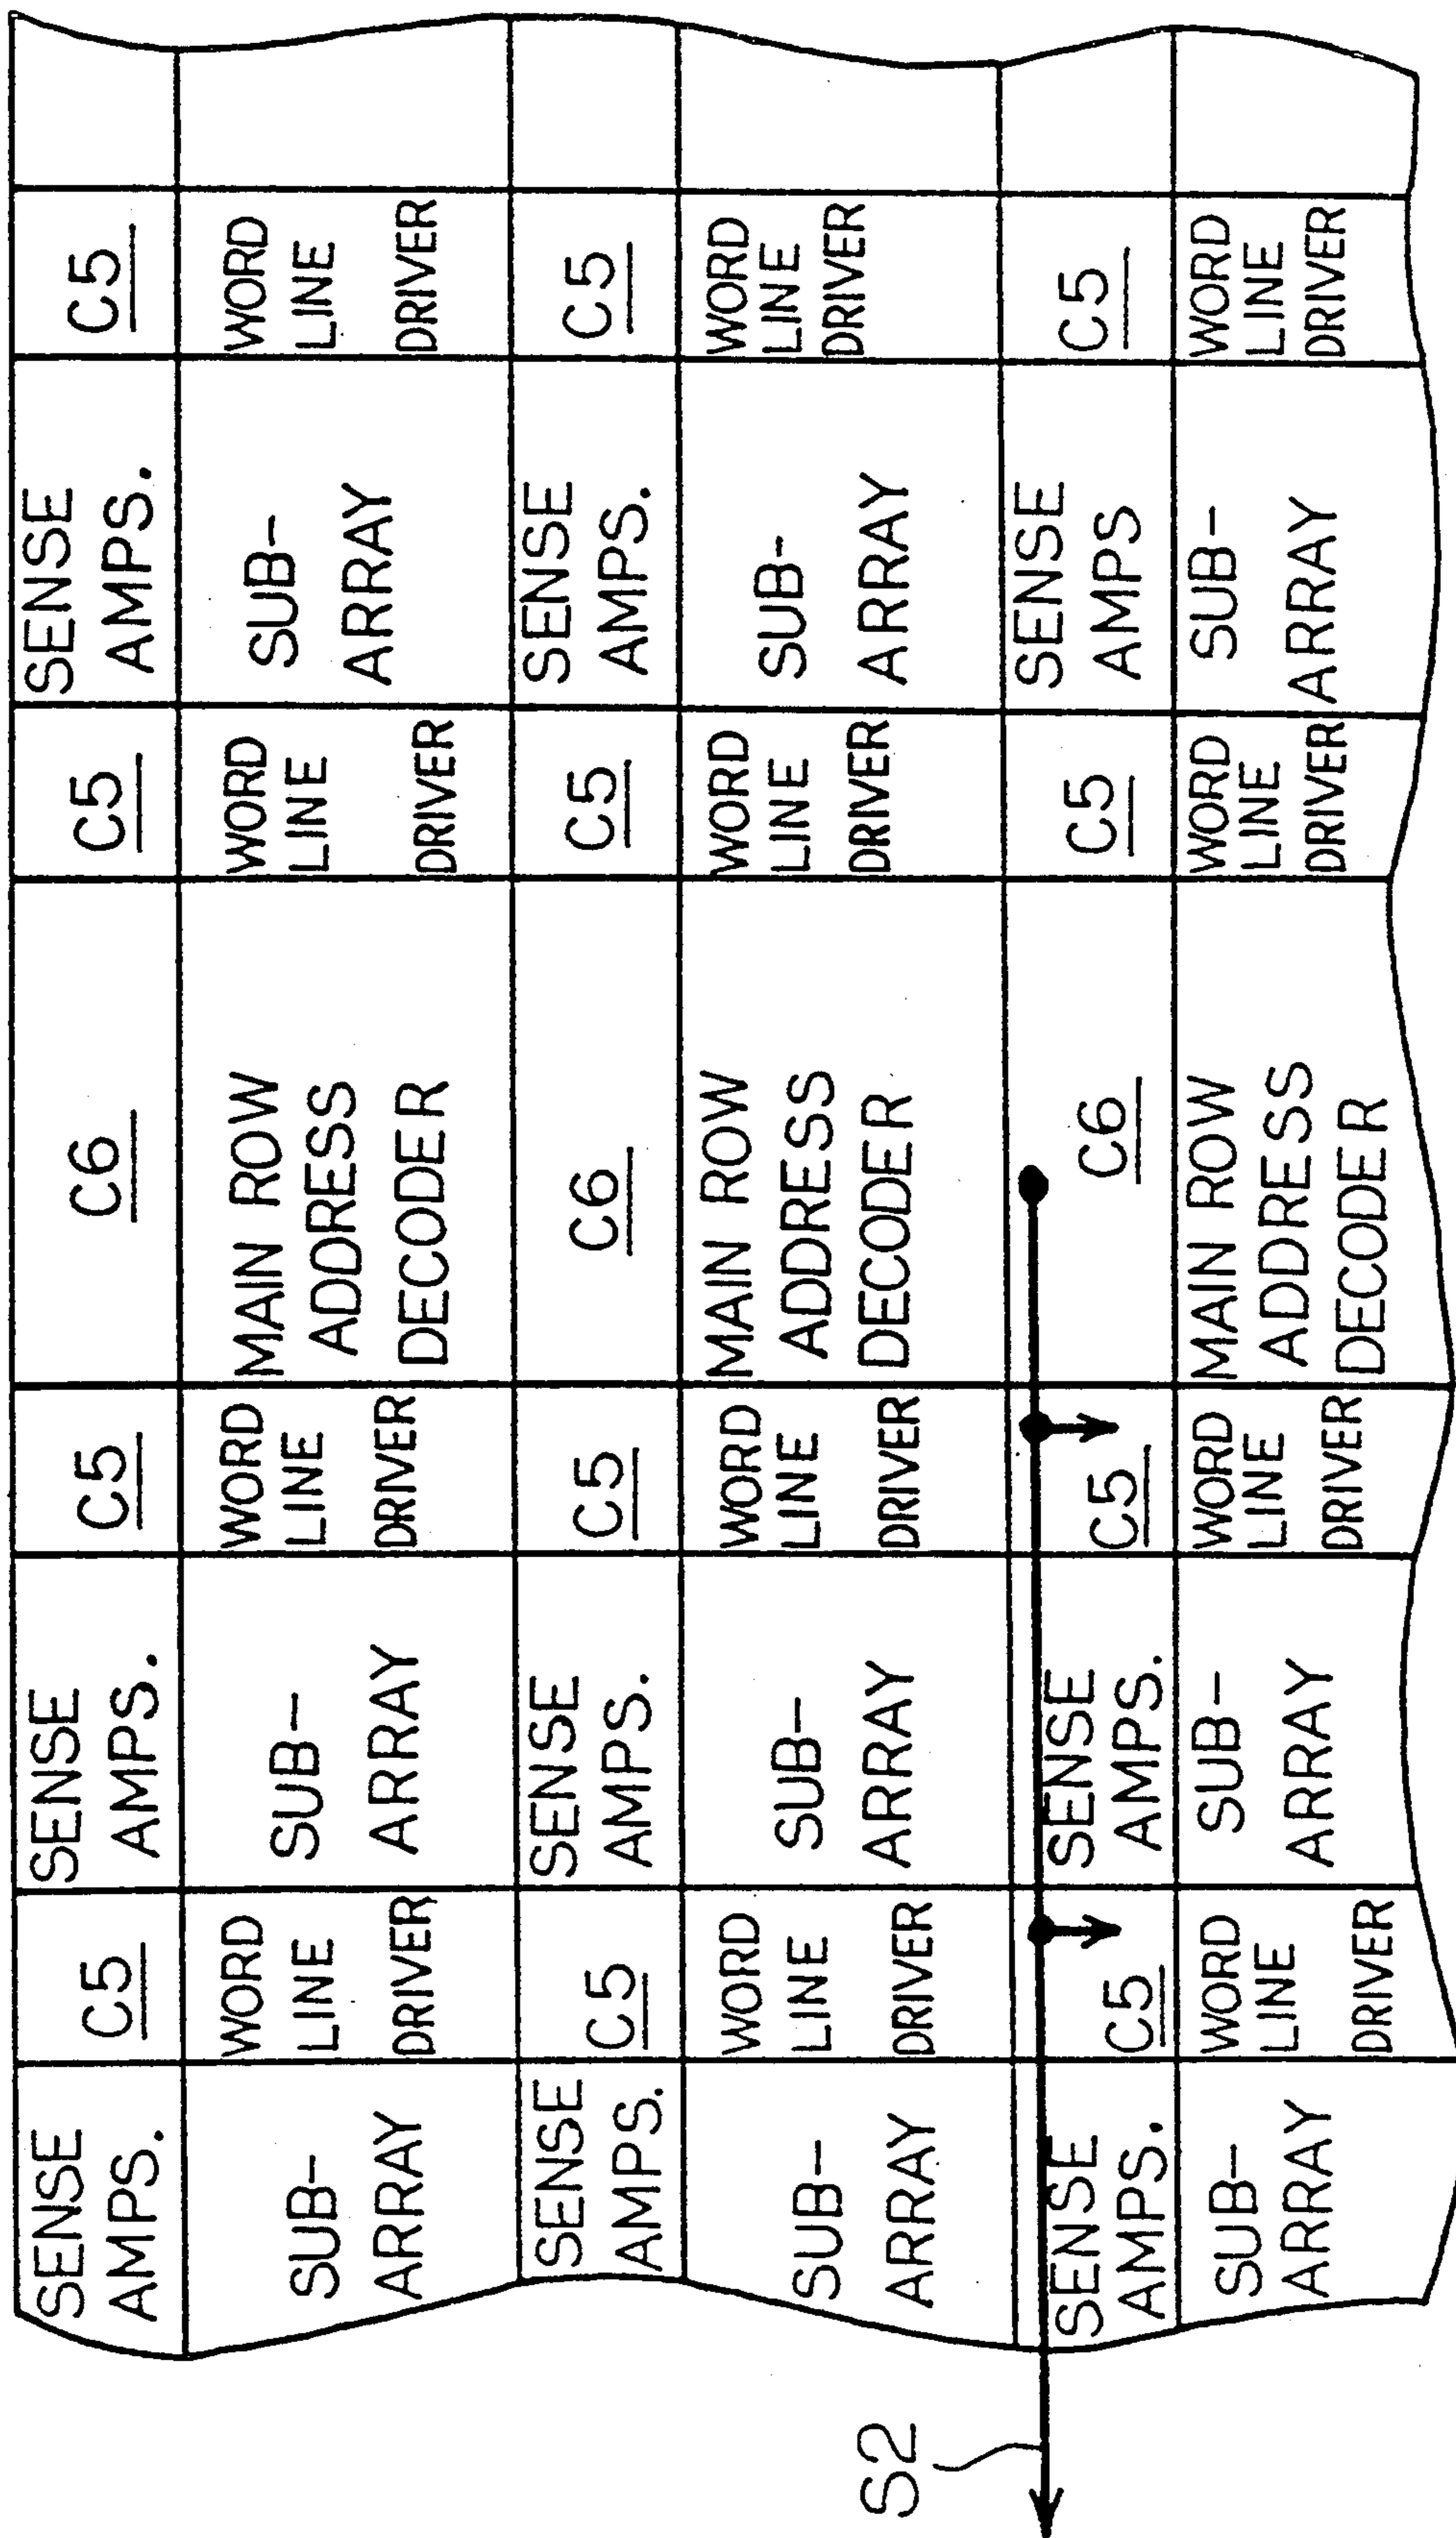 SENSE
AMPS.
C5
SENSE
AMPS.
C5
C6
C5
SENSE
AMPS.
C5
SUB-
ARRAY
WORD
LINE
DRIVER
SUB-
ARRAY
WORD
LINE
DRIVER
MAIN ROW
ADDRESS
DECODER
WORD
LINE
DRIVER
SUB-
ARRAY
WORD
LINE
DRIVER
SENSE
AMPS.
C5
SENSE
AMPS.
C5
C6
C5
SENSE
AMPS.
C5
SUB-
ARRAY
WORD
LINE
DRIVER
SUB-
ARRAY
WORD
LINE
DRIVER
MAIN ROW
ADDRESS
DECODER
WORD
LINE
DRIVER
SUB-
ARRAY
WORD
LINE
DRIVER
S2
SENSE
AMPS.
C5
SENSE
AMPS.
C5
C6
C5
SENSE
AMPS
C5
SUB-
ARRAY
WORD
LINE
DRIVER
SUB-
ARRAY
WORD
LINE
DRIVER
MAIN ROW
ADDRESS
DECODER
WORD
LINE
DRIVER
SUB-
ARRAY
WORD
LINE
DRIVER